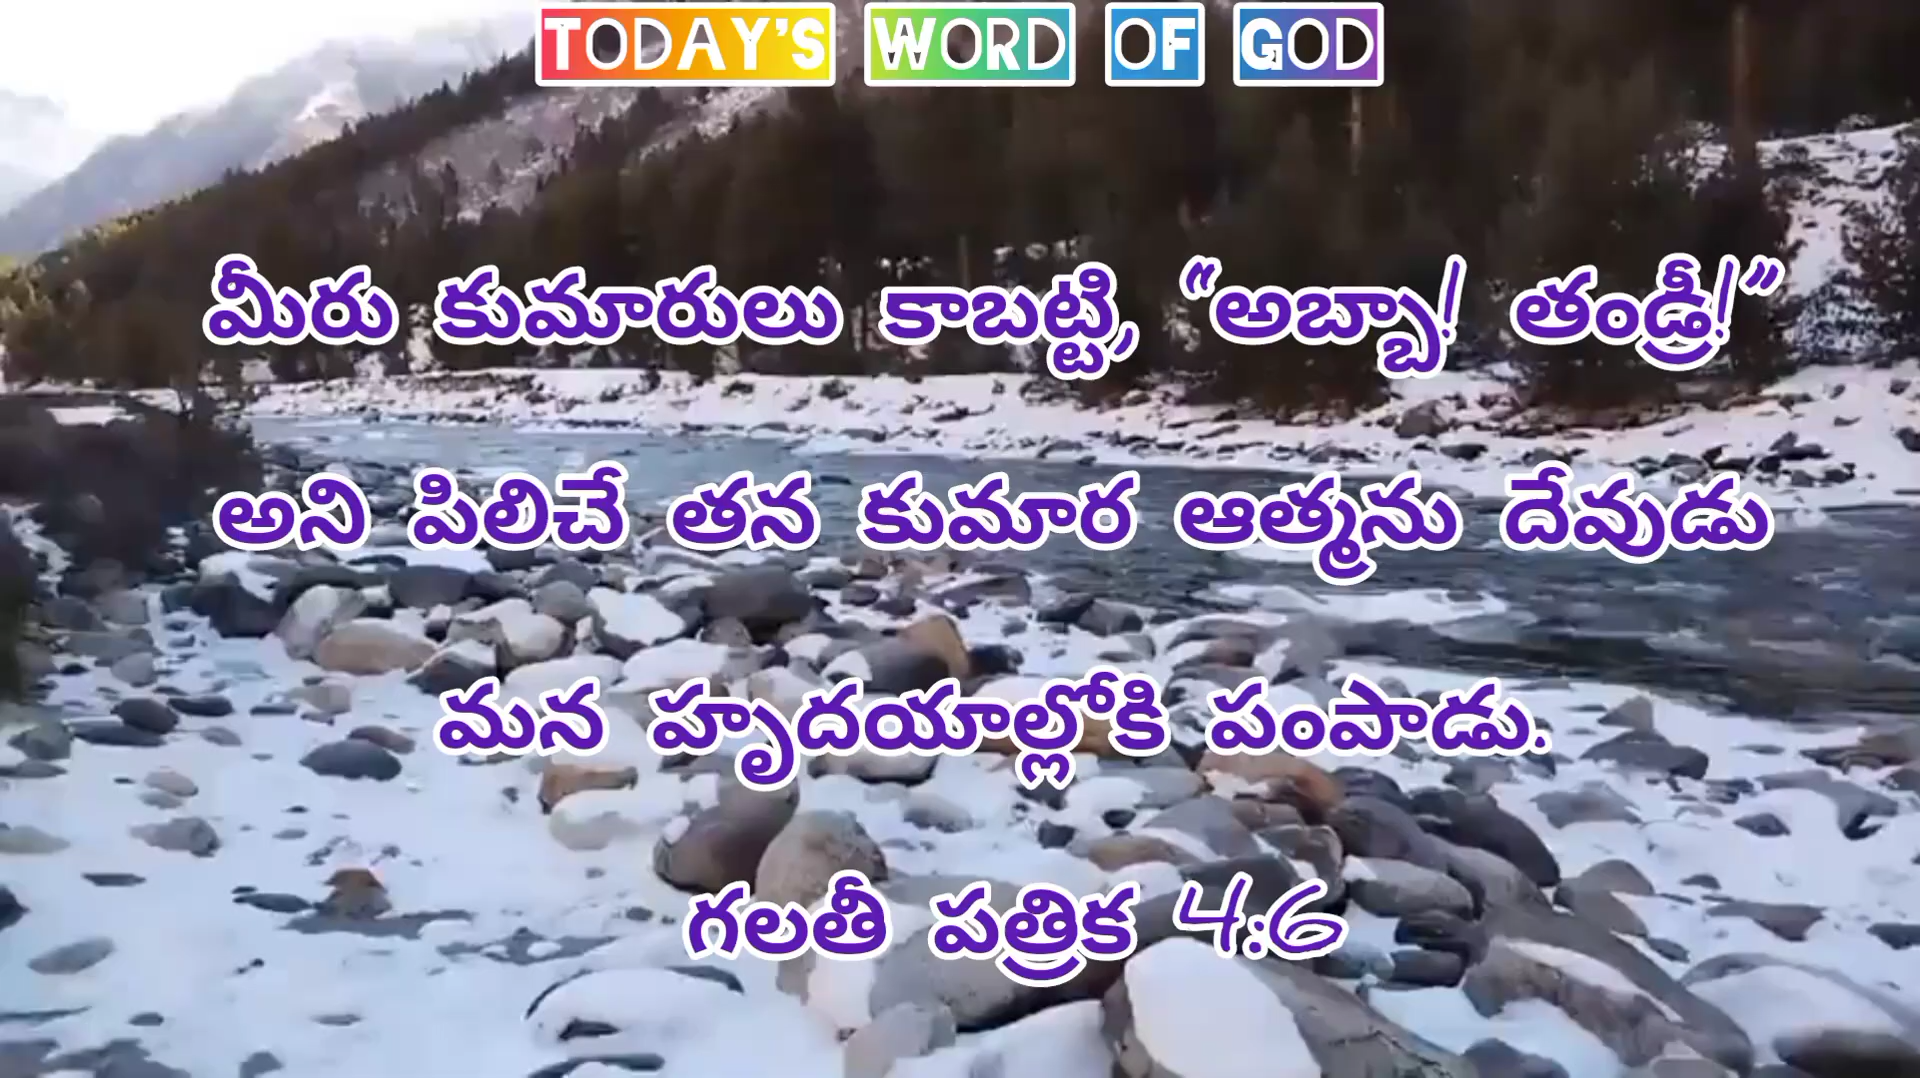 TODAY'S WORD OF GOD
మీరు కుమారులు కాబట్టి, "అబ్బా! తండ్రీ!"
అని పిలిచే తన కుమార ఆత్మను దేవుడు
మన హృదయాల్లోకి పంపాడు.
గలతీ పత్రిక 4:6